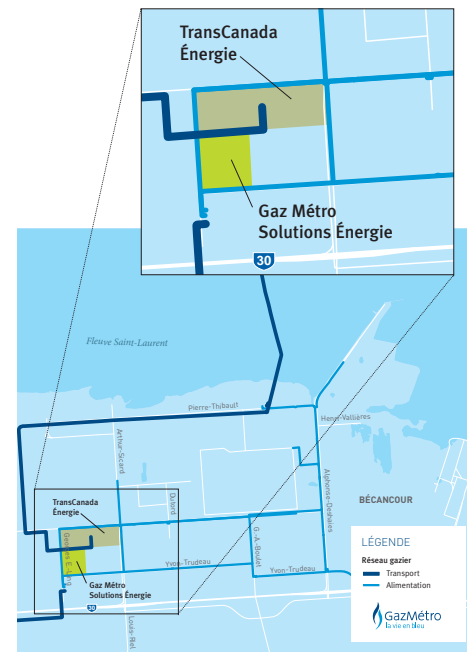 TransCanada
Énergie
Gaz Métro
Solutions Énergie
30
Fleuve Saint-Laurent
Pierre-Thibault
Henri-Vallières
Arthur-Sicard
Alphonse-Deshaies
BÉCANCOUR
TransCanada
Énergie
Georges E.-Ling
G.-A.-Boulet
Yvon-Trudeau
Yvon-Trudeau
Gaz Métro
Solutions Énergie
30
Louis-Riel
LÉGENDE
Réseau gazier
Transport
Alimentation
GazMétro
la vie en bleu